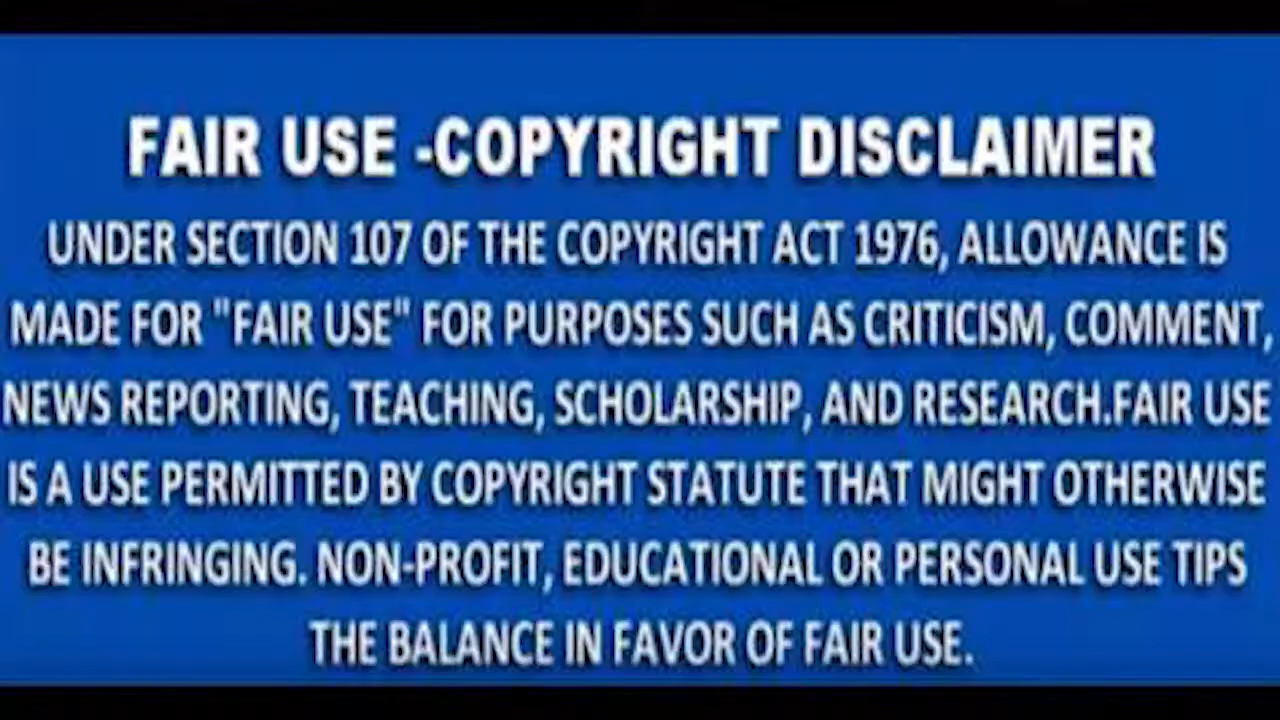 FAIR USE -COPYRIGHT DISCLAIMER
UNDER SECTION 107 OF THE COPYRIGHT ACT 1976, ALLOWANCE IS
MADE FOR "FAIR USE" FOR PURPOSES SUCH AS CRITICISM, COMMENT,
NEWS REPORTING, TEACHING, SCHOLARSHIP, AND RESEARCH.FAIR USE
IS A USE PERMITTED BY COPYRIGHT STATUTE THAT MIGHT OTHERWISE
BE INFRINGING. NON-PROFIT, EDUCATIONAL OR PERSONAL USE TIPS
THE BALANCE IN FAVOR OF FAIR USE.